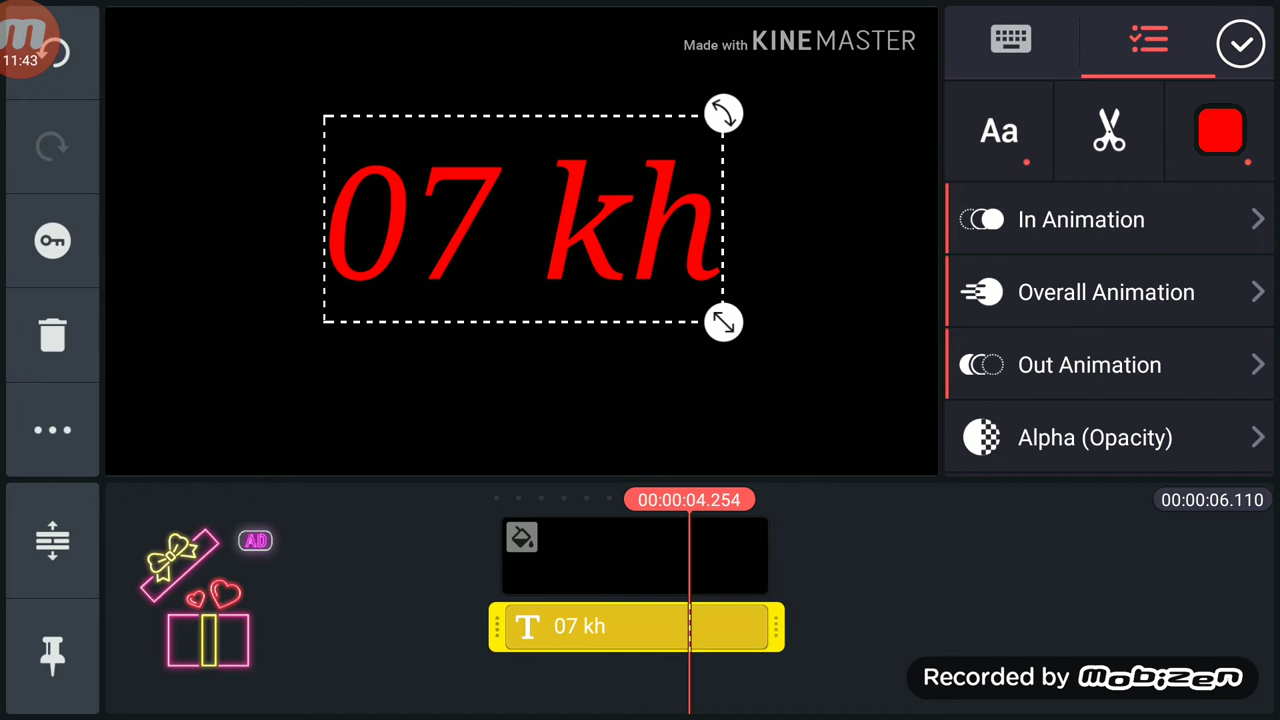 11:43
Made with KINEMASTER
07 kh
Aa
In Animation
Overall Animation
Out Animation
Alpha (Opacity)
00:00:04.254
00:00:06.110
AD
T 07 kh
Recorded by mobizen